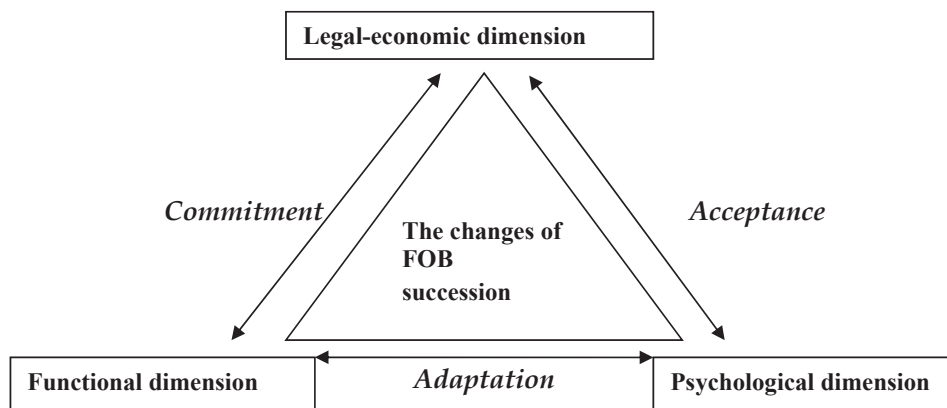 Legal-economic dimension
Commitment
Acceptance
The changes of
FOB
succession
Functional dimension
Adaptation
Psychological dimension